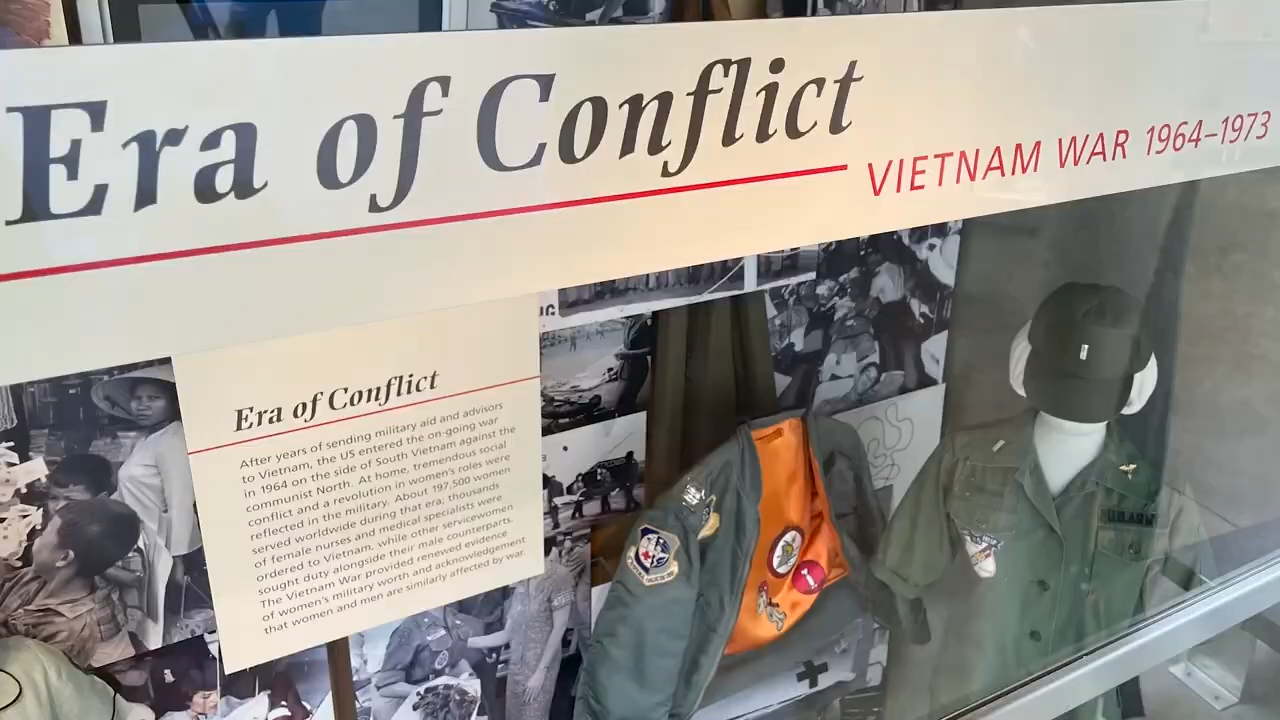 Era of Conflict
VIETNAM WAR 1964–1973
Era of Conflict
After years of sending military aid and advisors
to Vietnam, the US entered the on-going war
in 1964 on the side of South Vietnam against the
communist North. At home, tremendous social
conflict and a revolution in women's roles were
reflected in the military. About 197,500 women
served worldwide during that era; thousands
of female nurses and medical specialists were
ordered to Vietnam, while other servicewomen
sought duty alongside their male counterparts.
The Vietnam War provided renewed evidence
of women's military worth and acknowledgement
that women and men are similarly affected by war.
U.S. ARMY